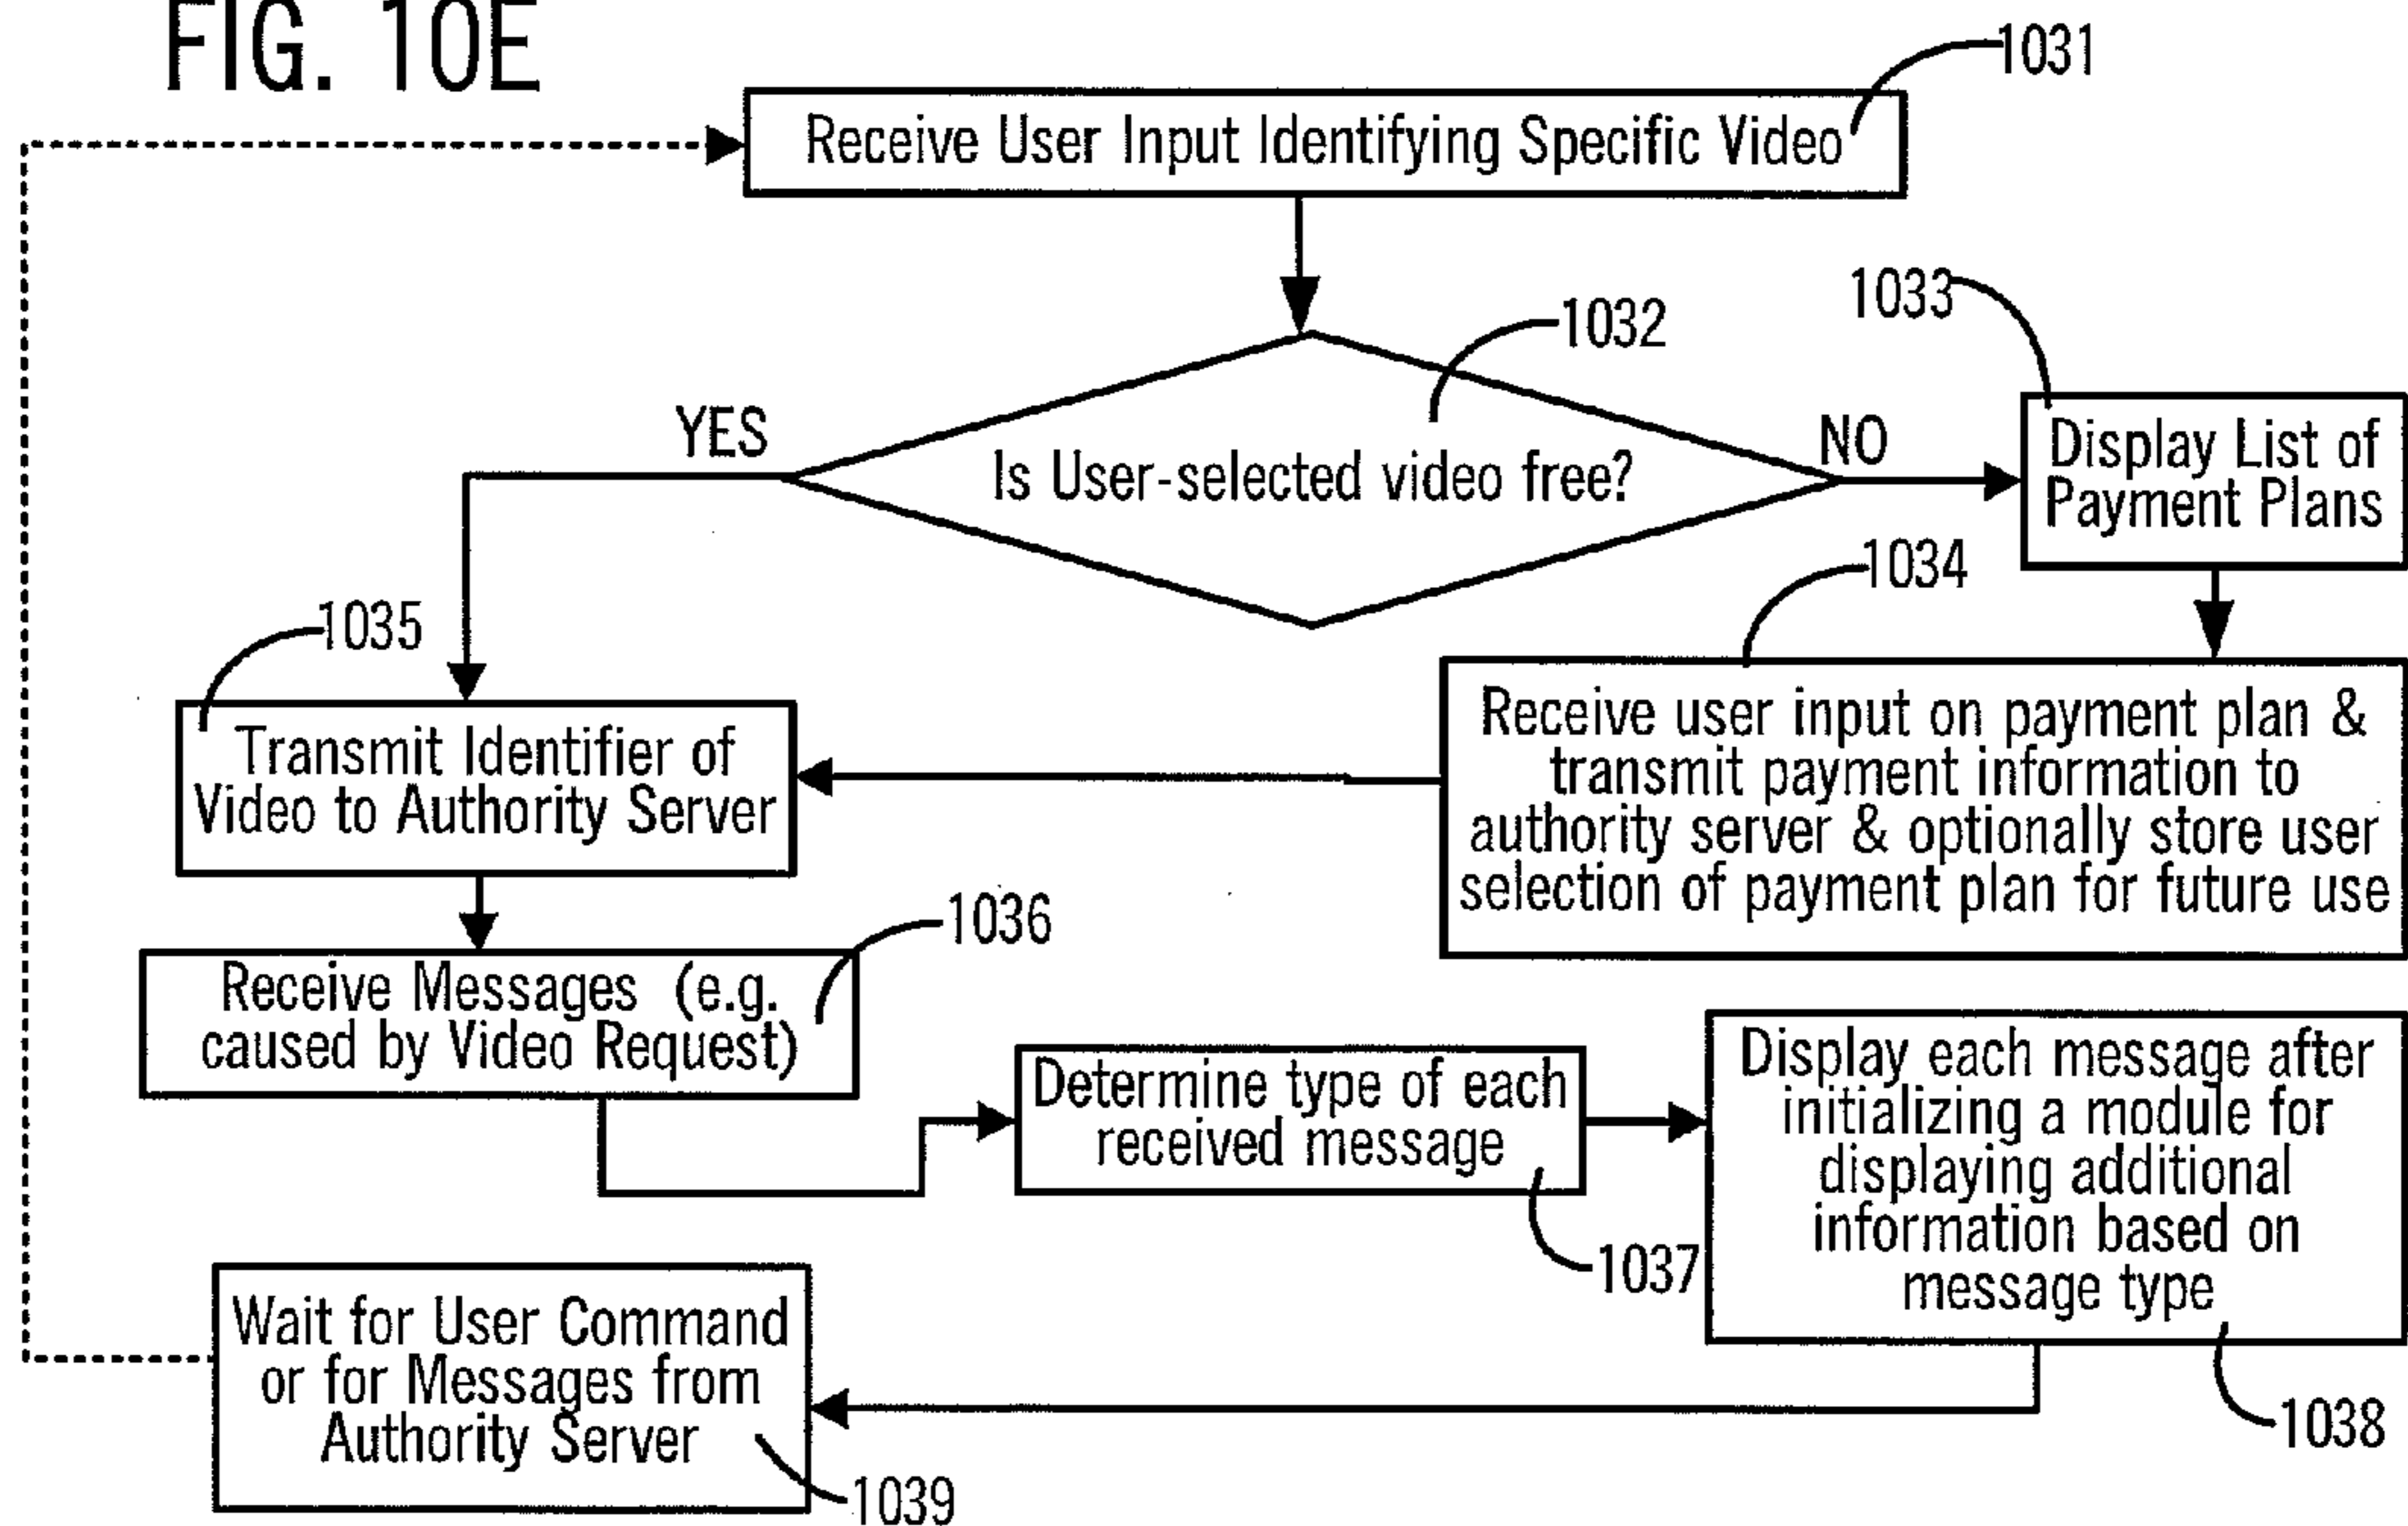 FIG. 10E
1031
Receive User Input Identifying Specific Video
1032
Is User-selected video free?
YES
NO
1033
Display List of
Payment Plans
1034
Receive user input on payment plan &
transmit payment information to
authority server & optionally store user
selection of payment plan for future use
1035
Transmit Identifier of
Video to Authority Server
1036
Receive Messages (e.g.
caused by Video Request)
Determine type of each
received message
1037
Display each message after
initializing a module for
displaying additional
information based on
message type
1038
Wait for User Command
or for Messages from
Authority Server
1039